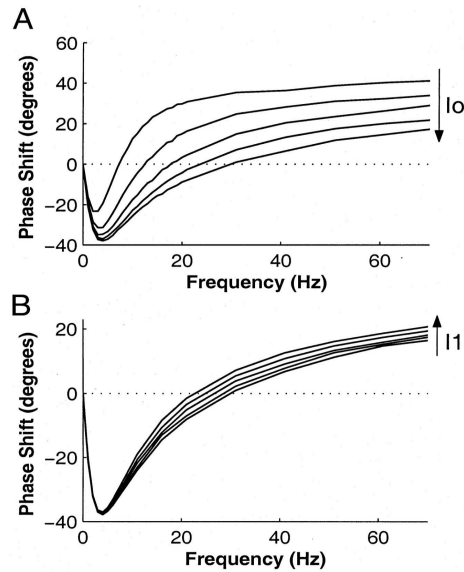 A
60
40
20
0
-20
-40
Phase Shift (degrees)
Io
0 20 40 60
Frequency (Hz)
B
20
0
-20
-40
Phase Shift (degrees)
I1
0 20 40 60
Frequency (Hz)